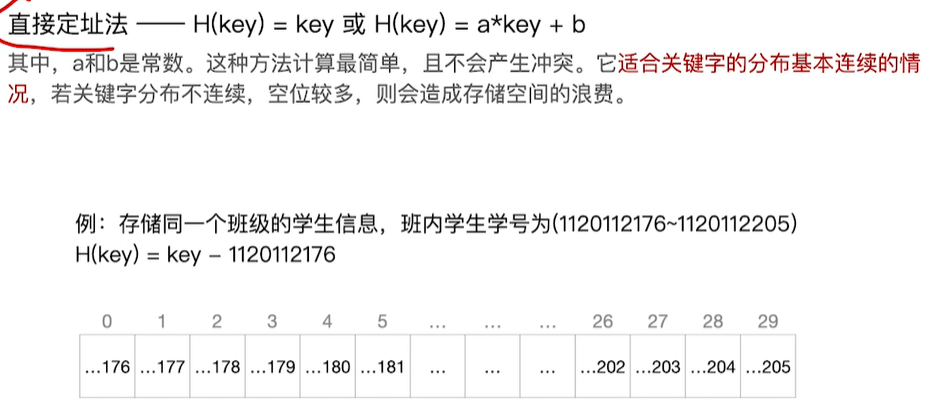 直接定址法 —— H(key) = key 或 H(key) = a*key + b
其中，a和b是常数。这种方法计算最简单，且不会产生冲突。它适合关键字的分布基本连续的情
况，若关键字分布不连续，空位较多，则会造成存储空间的浪费。
例：存储同一个班级的学生信息，班内学生学号为(1120112176~1120112205)
H(key) = key – 1120112176
0 1 2 3 4 5 ... ... ... 26 27 28 29
...176 ...177 ...178 ...179 ...180 ...181 ... ... ... ...202 ...203 ...204 ...205